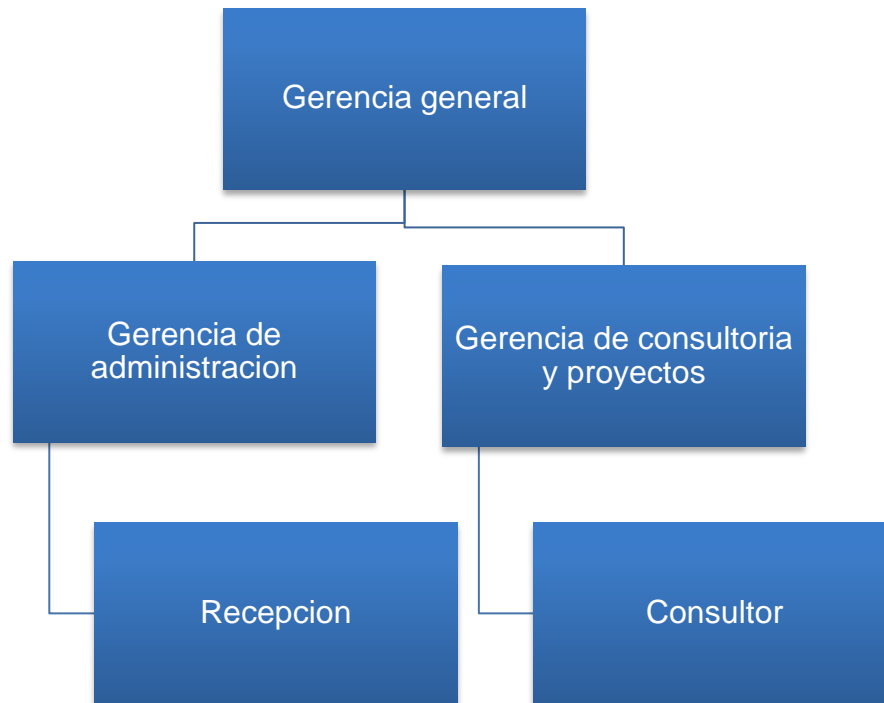 Gerencia general
Gerencia de
administracion
Gerencia de consultoria
y proyectos
Recepcion
Consultor